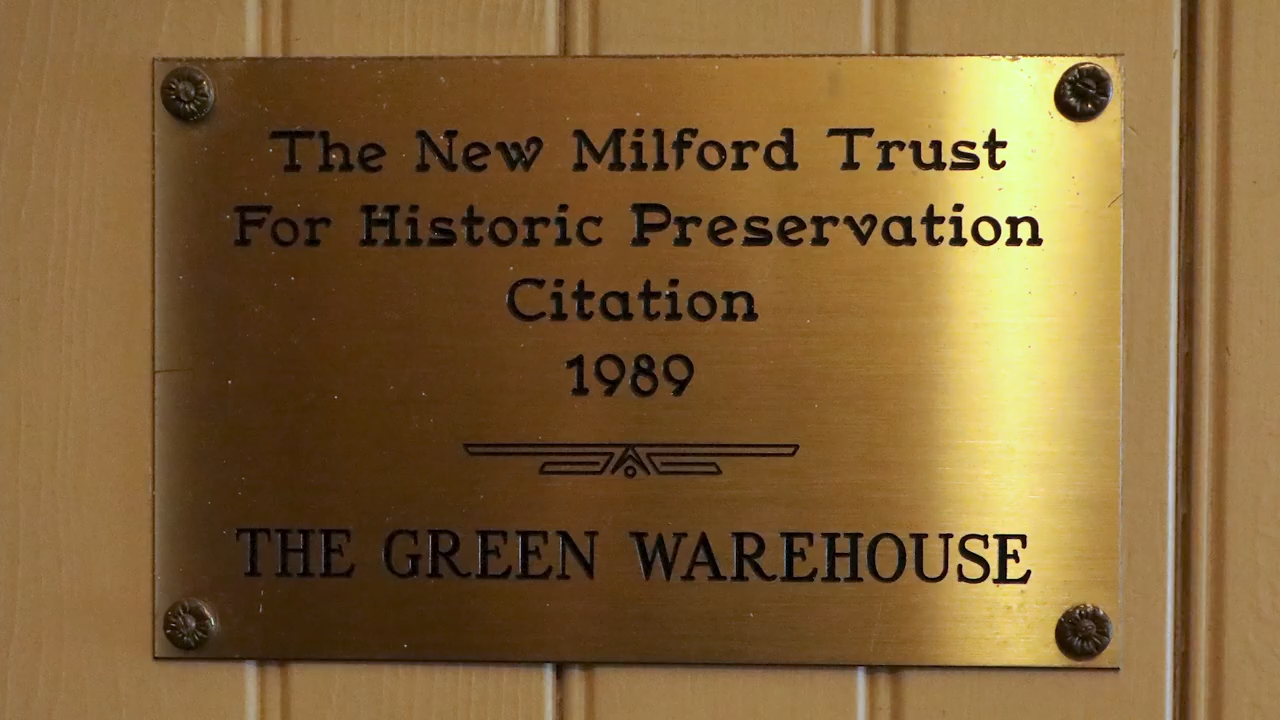 The New Milford Trust
For Historic Preservation
Citation
1989
THE GREEN WAREHOUSE